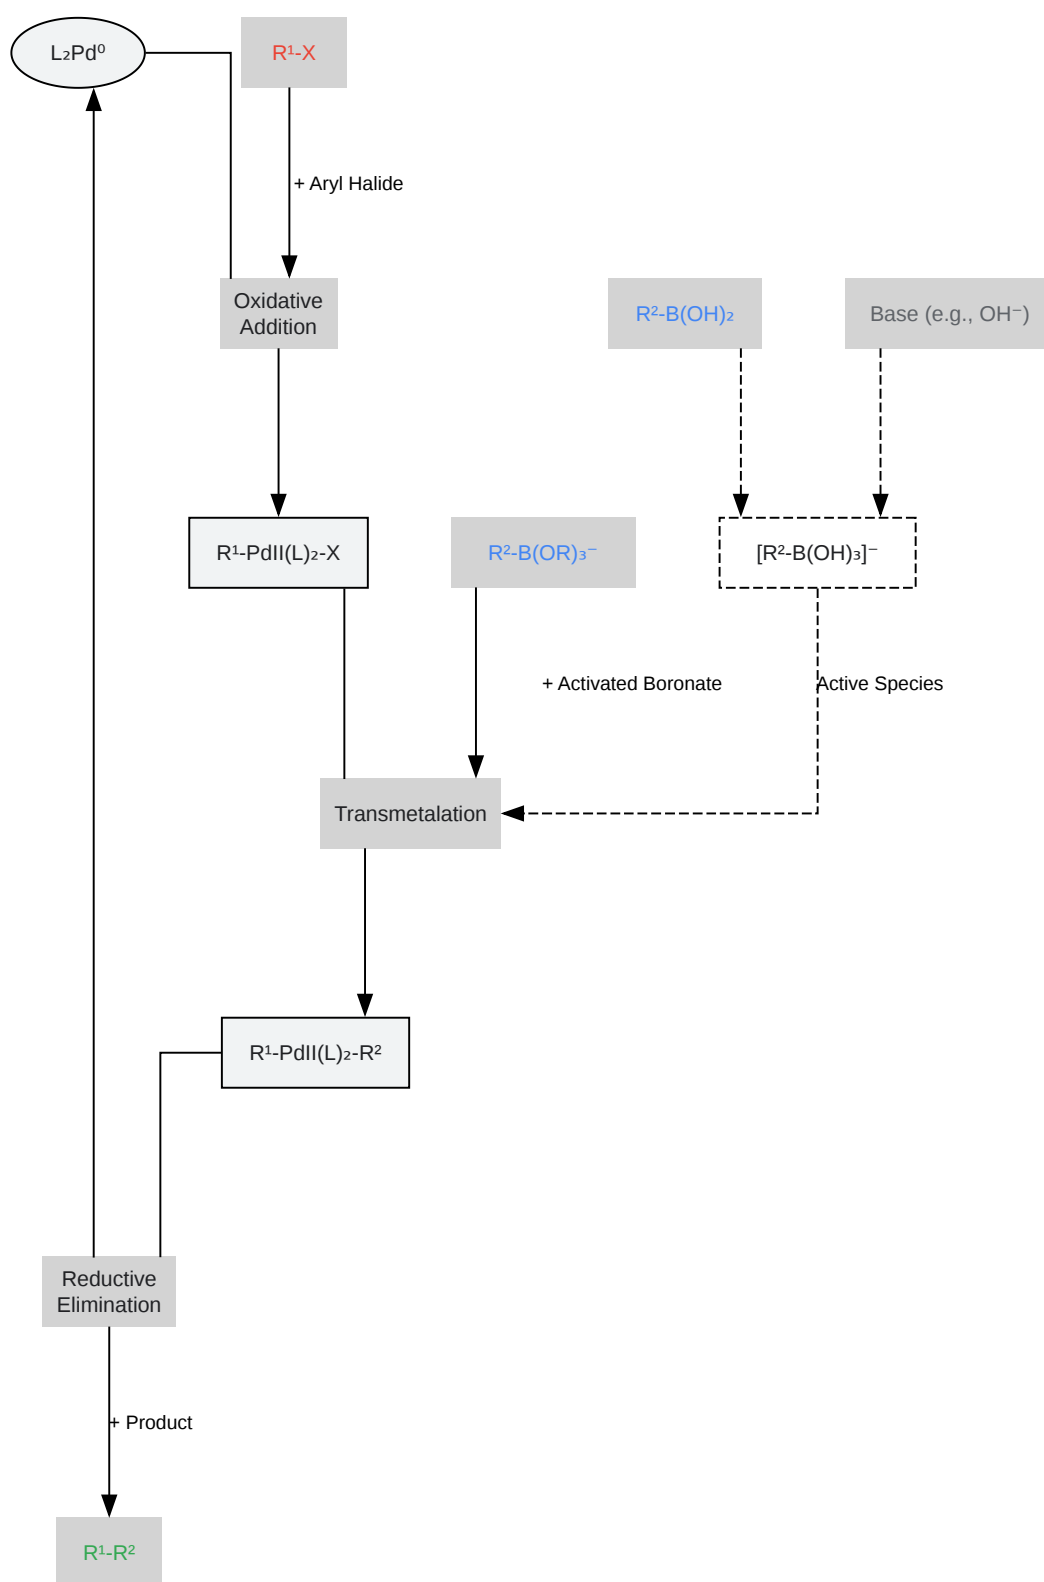 L₂Pd⁰
R¹-X
+ Aryl Halide
Oxidative
Addition
R²-B(OH)₂
Base (e.g., OH⁻)
R¹-PdII(L)₂-X
R²-B(OR)₃⁻
[R²-B(OH)₃]⁻
+ Activated Boronate
Active Species
Transmetalation
R¹-PdII(L)₂-R²
Reductive
Elimination
+ Product
R¹-R²